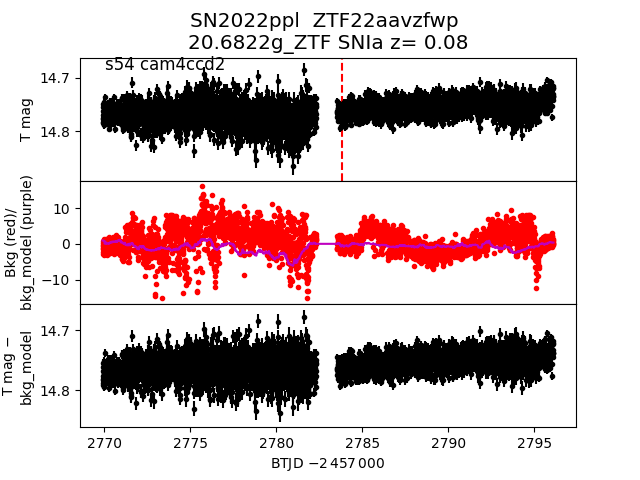 SN2022ppl ZTF22aavzfwp
20.6822g_ZTF SNIa z= 0.08
s54 cam4ccd2
14.7
14.8
T mag
10
0
−10
Bkg (red)/
bkg_model (purple)
14.7
14.8
T mag −
bkg_model
2770 2775 2780 2785 2790 2795
BTJD −2 457 000